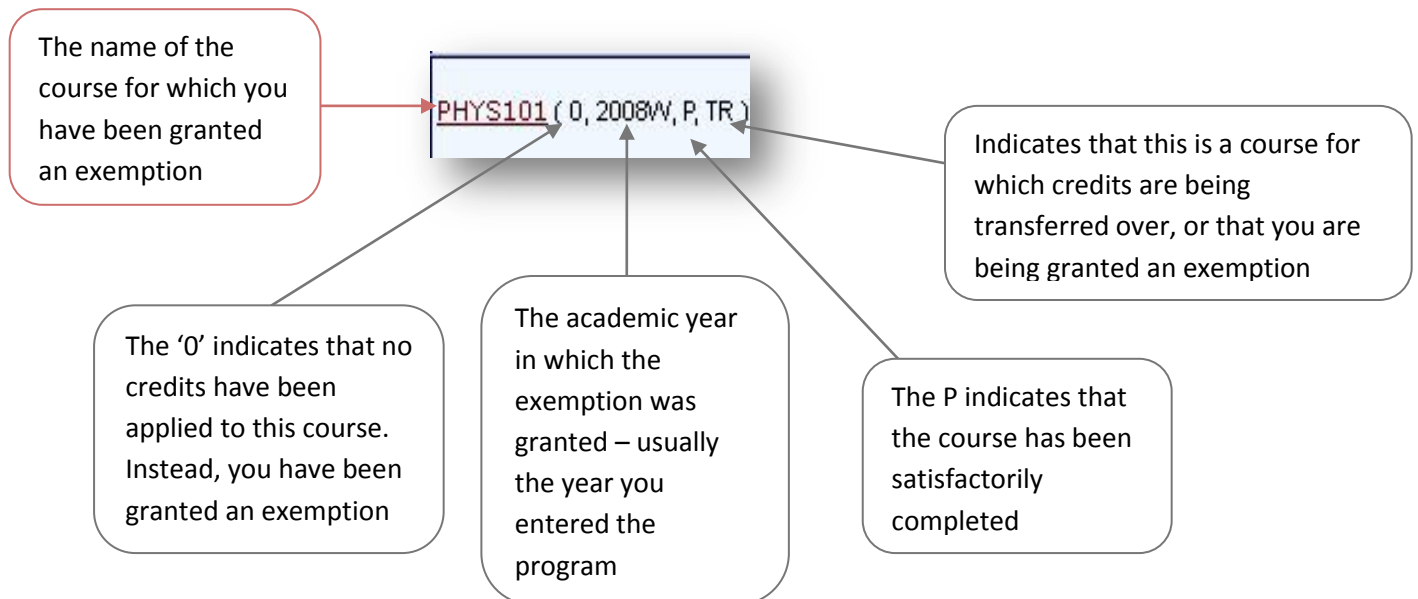 The name of the
course for which you
have been granted
an exemption
PHYS101 ( 0, 2008W, P, TR )
Indicates that this is a course for
which credits are being
transferred over, or that you are
being granted an exemption
The ‘0’ indicates that no
credits have been
applied to this course.
Instead, you have been
granted an exemption
The academic year
in which the
exemption was
granted – usually
the year you
entered the
program
The P indicates that
the course has been
satisfactorily
completed